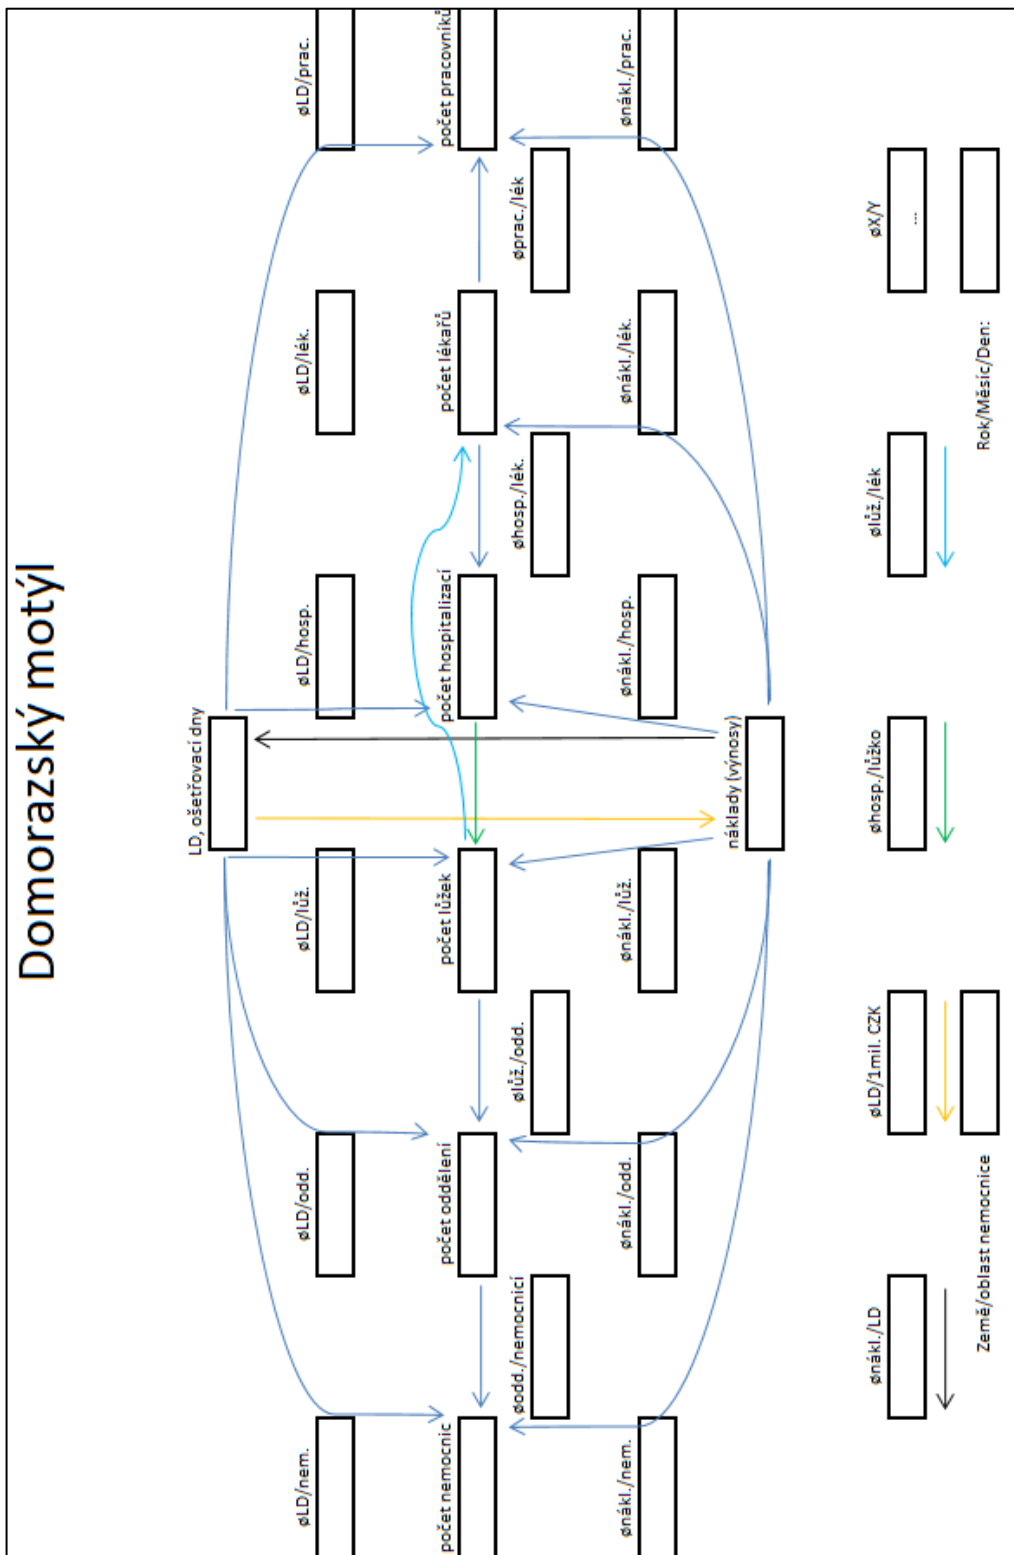 Domorazský motýl
LD, ošetřovací dny
øLD/nem.
øLD/odd.
øLD/lůž.
øLD/hosp.
øLD/lék.
øLD/prac.
počet nemocnic
počet oddělení
počet lůžek
počet hospitalizací
počet lékařů
počet pracovníků
øodd./nemocnicí
ølůž./odd.
øhosp./lék.
øprac./lék
ønákl./nem.
ønákl./odd.
ønákl./lůž.
ønákl./hosp.
ønákl./lék.
ønákl./prac.
náklady (výnosy)
ønákl./LD
øLD/1mil. CZK
øhosp./lůžko
ølůž./lék
øX/Y
...
Země/oblast nemocnice
Rok/Měsíc/Den: